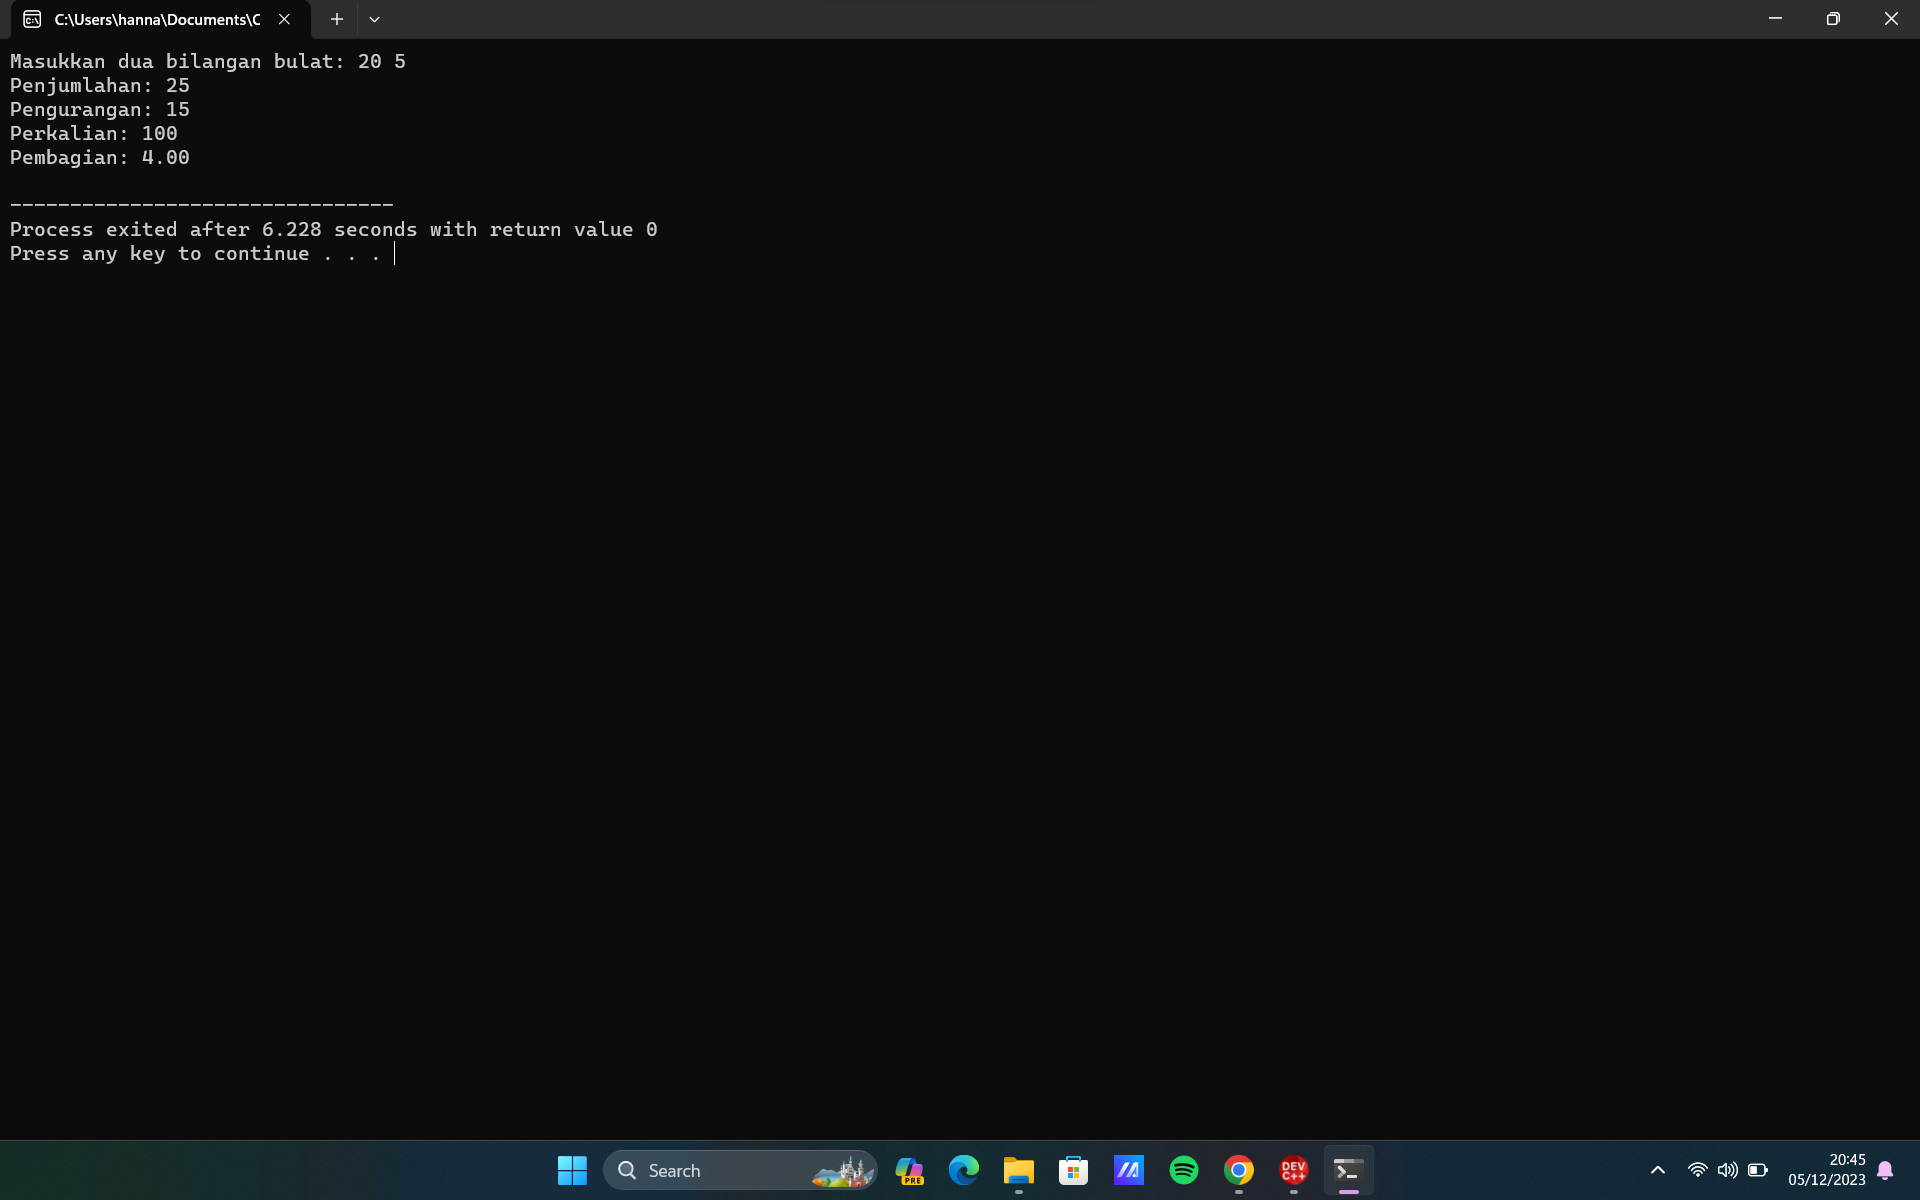 C:\Users\hanna\Documents\C
Masukkan dua bilangan bulat: 20 5
Penjumlahan: 25
Pengurangan: 15
Perkalian: 100
Pembagian: 4.00
--------------------------------
Process exited after 6.228 seconds with return value 0
Press any key to continue . . .
Search
PRE
DEV
C++
20:45
05/12/2023